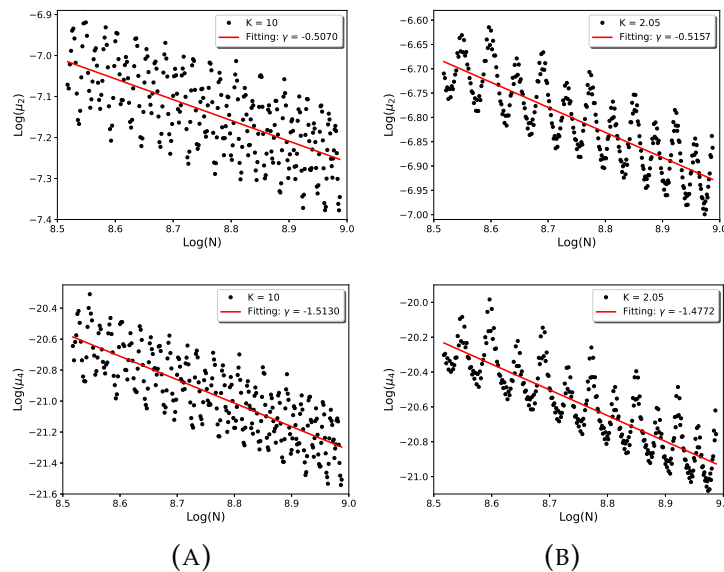 −6.9
−7.0
−7.1
−7.2
−7.3
−7.4
Log(μ₂)
8.5 8.6 8.7 8.8 8.9 9.0
Log(N)
K = 10
Fitting: γ = -0.5070
−6.60
−6.65
−6.70
−6.75
−6.80
−6.85
−6.90
−6.95
−7.00
Log(μ₂)
8.5 8.6 8.7 8.8 8.9 9.0
Log(N)
K = 2.05
Fitting: γ = -0.5157
−20.4
−20.6
−20.8
−21.0
−21.2
−21.4
−21.6
Log(μ₄)
8.5 8.6 8.7 8.8 8.9 9.0
Log(N)
K = 10
Fitting: γ = -1.5130
−20.0
−20.2
−20.4
−20.6
−20.8
−21.0
Log(μ₄)
8.5 8.6 8.7 8.8 8.9 9.0
Log(N)
K = 2.05
Fitting: γ = -1.4772
(A) (B)